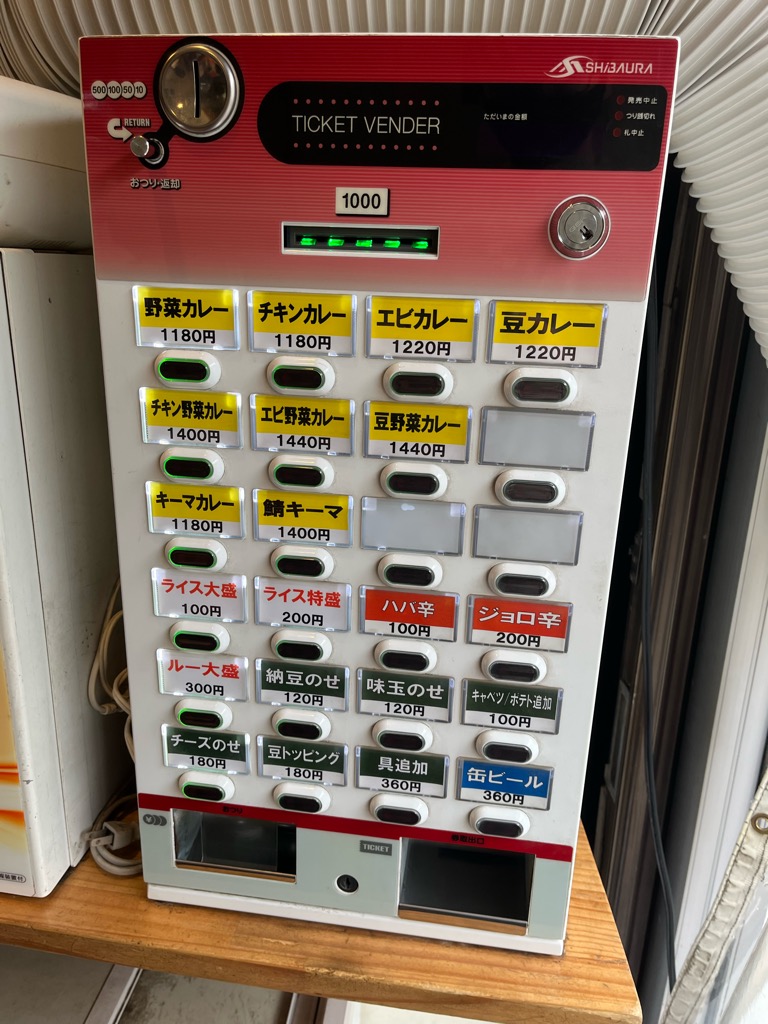 SHIBAURA
500 100 50 10
RETURN
おつり・返却
TICKET VENDER
ただいまの金額
発売中止
つり銭切れ
札中止
1000
野菜カレー
1180円
チキンカレー
1180円
エビカレー
1220円
豆カレー
1220円
チキン野菜カレー
1400円
エビ野菜カレー
1440円
豆野菜カレー
1440円
キーマカレー
1180円
鯖キーマ
1400円
ライス大盛
100円
ライス特盛
200円
ハバ辛
100円
ジョロ辛
200円
ルー大盛
300円
納豆のせ
120円
味玉のせ
120円
キャベツ/ポテト追加
100円
チーズのせ
180円
豆トッピング
180円
具追加
360円
缶ビール
360円
TICKET